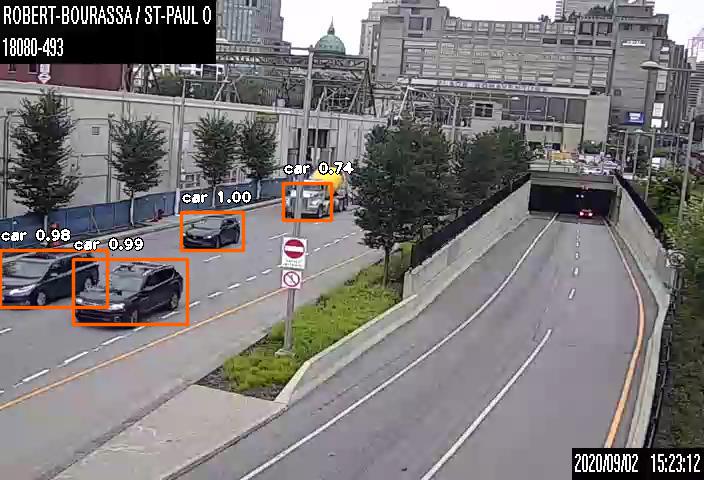 ROBERT-BOURASSA / ST-PAUL O
18080-493
car 0.74
car 1.00
car 0.98
car 0.99
2020/09/02 15:23:12